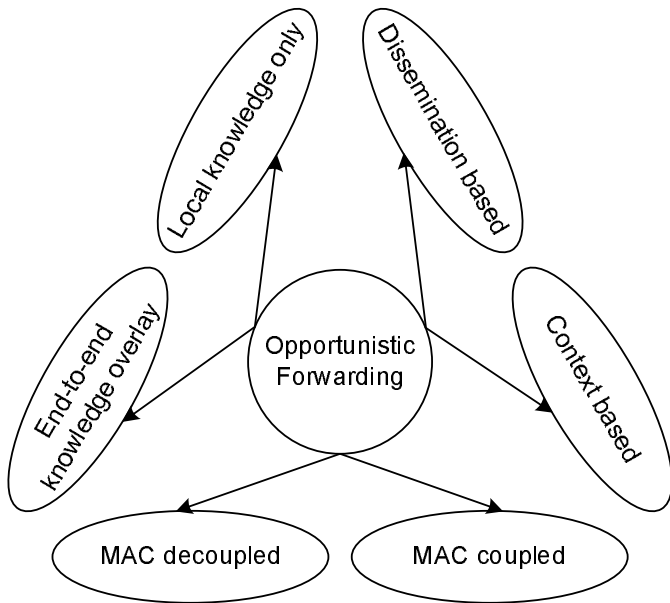 Local knowledge only
Dissemination based
End-to-end
knowledge overlay
Opportunistic
Forwarding
Context based
MAC decoupled
MAC coupled